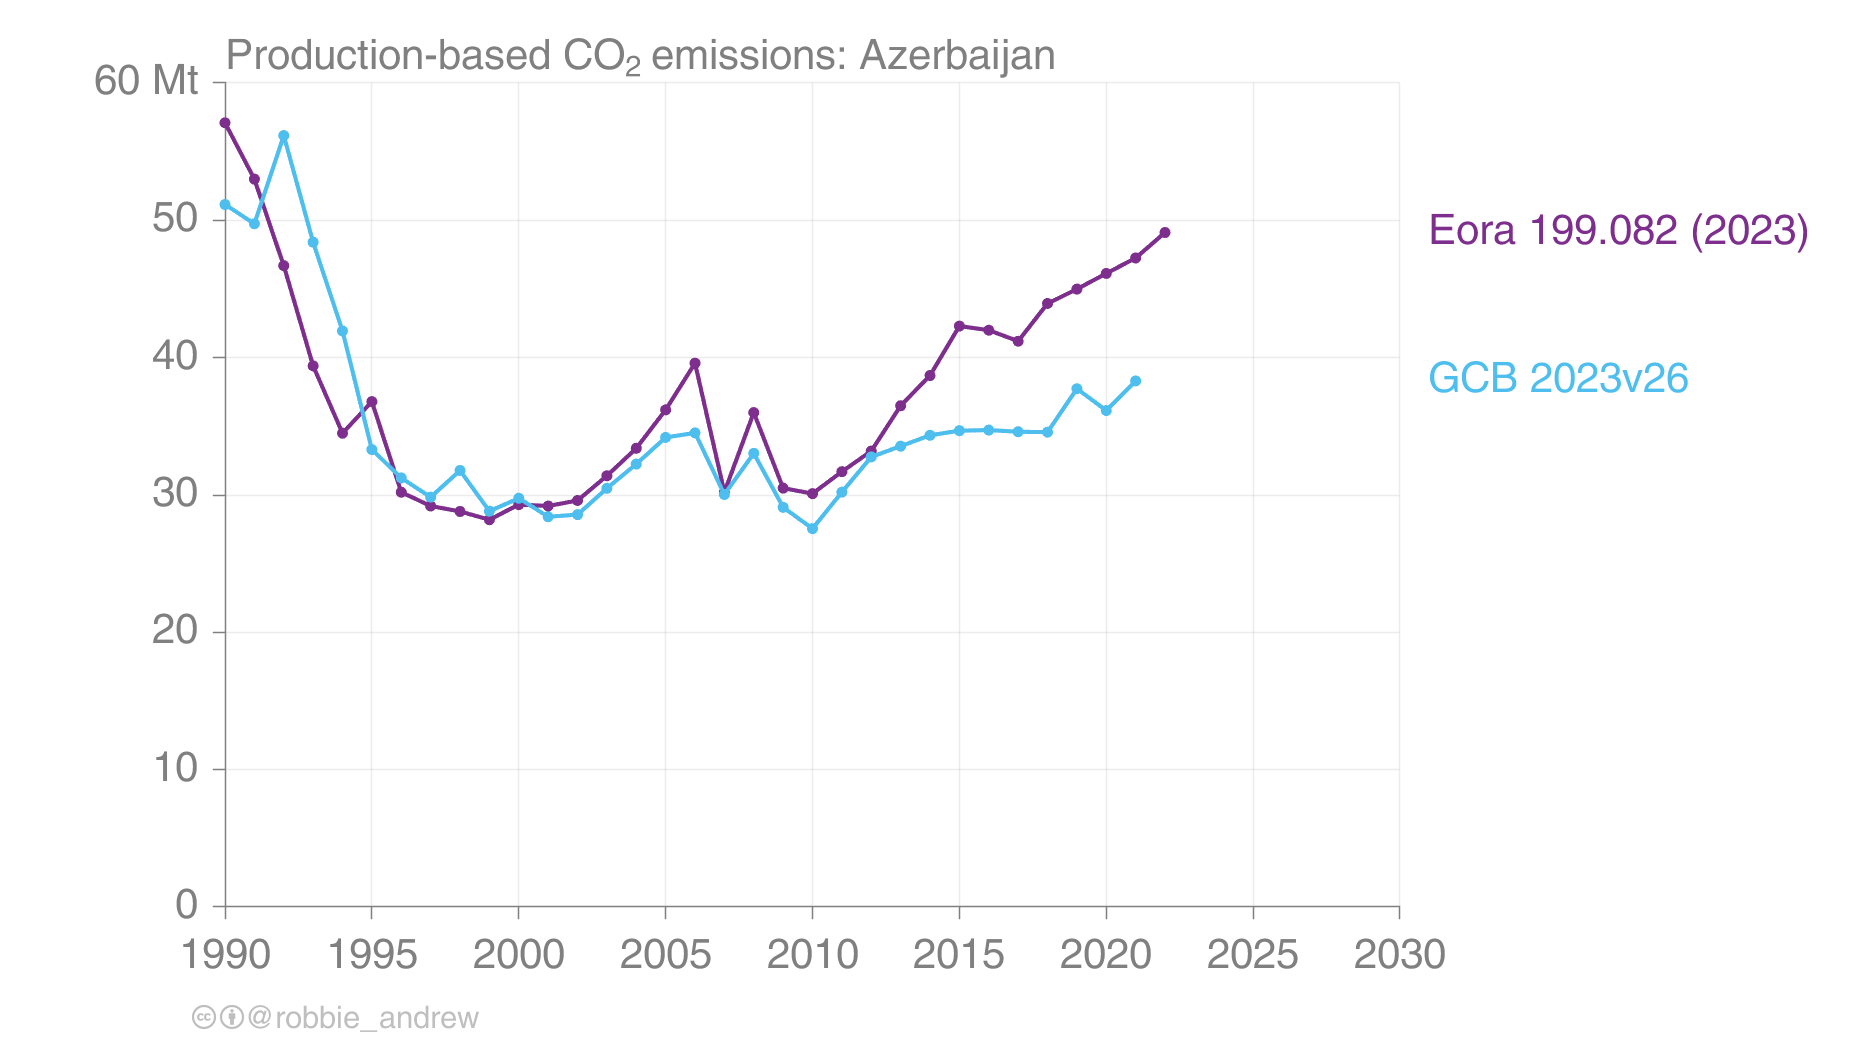 Production-based CO₂ emissions: Azerbaijan
60 Mt
50
40
30
20
10
0
1990 1995 2000 2005 2010 2015 2020 2025 2030
Eora 199.082 (2023)
GCB 2023v26
cc @robbie_andrew